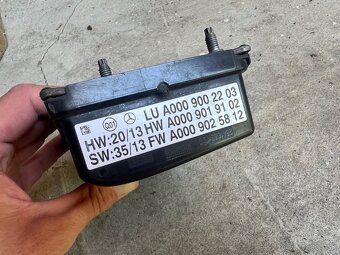 001 LU A000 900 22 03
HW:20/13 HW A000 901 91 02
SW:35/13 FW A000 902 58 12